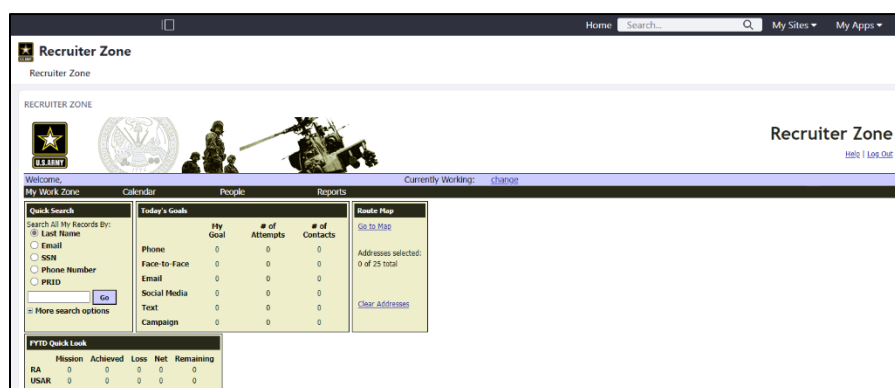 Home Search... My Sites My Apps
Recruiter Zone
Recruiter Zone
RECRUITER ZONE
U.S.ARMY
Recruiter Zone
Help | Log Out
Welcome, Currently Working: change
My Work Zone Calendar People Reports
Quick Search
Search All My Records By:
Last Name
Email
SSN
Phone Number
PRID
Go
More search options
Today's Goals
My Goal # of Attempts # of Contacts
Phone 0 0 0
Face-to-Face 0 0 0
Email 0 0 0
Social Media 0 0 0
Text 0 0 0
Campaign 0 0 0
Route Map
Go to Map
Addresses selected:
0 of 25 total
Clear Addresses
FYTD Quick Look
Mission Achieved Loss Net Remaining
RA 0 0 0 0 0
USAR 0 0 0 0 0